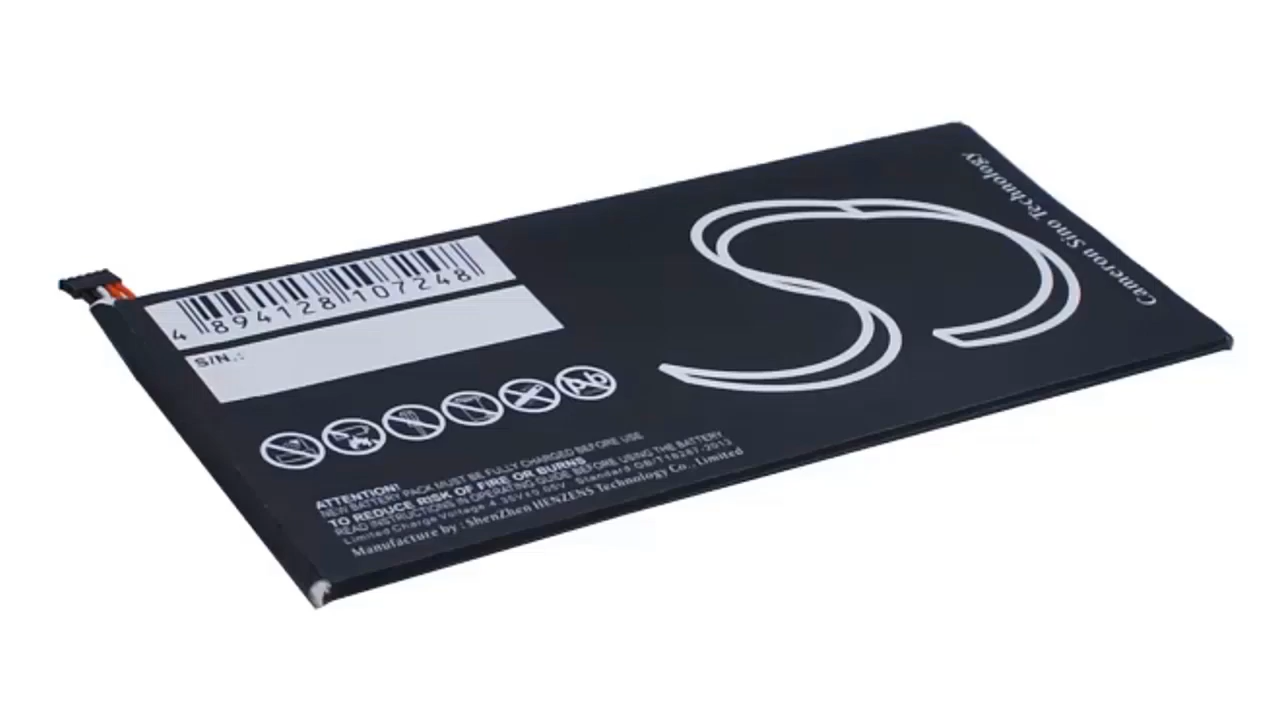 4 894128 107248
S/N.:
Pb
ATTENTION!
NEW BATTERY PACK MUST BE FULLY CHARGED BEFORE USE
TO REDUCE RISK OF FIRE OR BURNS
READ INSTRUCTIONS IN OPERATING GUIDE BEFORE USING THE BATTERY
Limited Charge Voltage 4.35V±0.05V Standard GB/T18287-2013
Manufacture by : ShenZhen HENZENS Technology Co., Limited
CS
Cameron Sino Technology